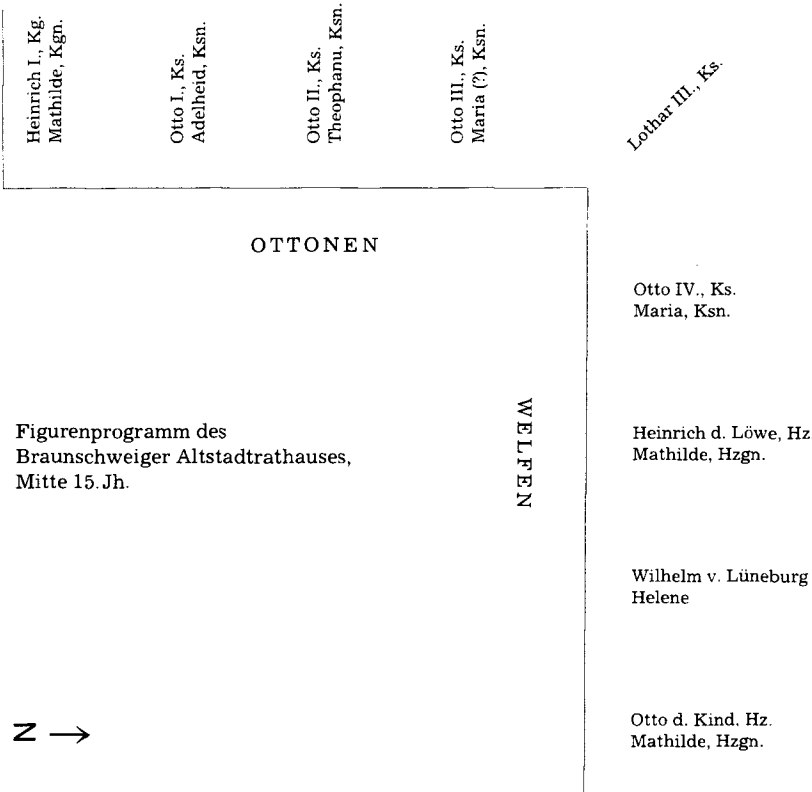 Heinrich I., Kg.
Mathilde, Kgn.
Otto I., Ks.
Adelheid, Ksn.
Otto II., Ks.
Theophanu, Ksn.
Otto III., Ks.
Maria (?), Ksn.
Lothar III., Ks.
OTTONEN
Otto IV., Ks.
Maria, Ksn.
WELFEN
Heinrich d. Löwe, Hz
Mathilde, Hzgn.
Figurenprogramm des
Braunschweiger Altstadtrathauses,
Mitte 15. Jh.
Wilhelm v. Lüneburg
Helene
Otto d. Kind. Hz.
Mathilde, Hzgn.
N →